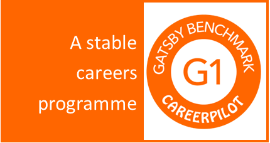 A stable
careers
programme
GATSBY BENCHMARK
G1
CAREERPILOT